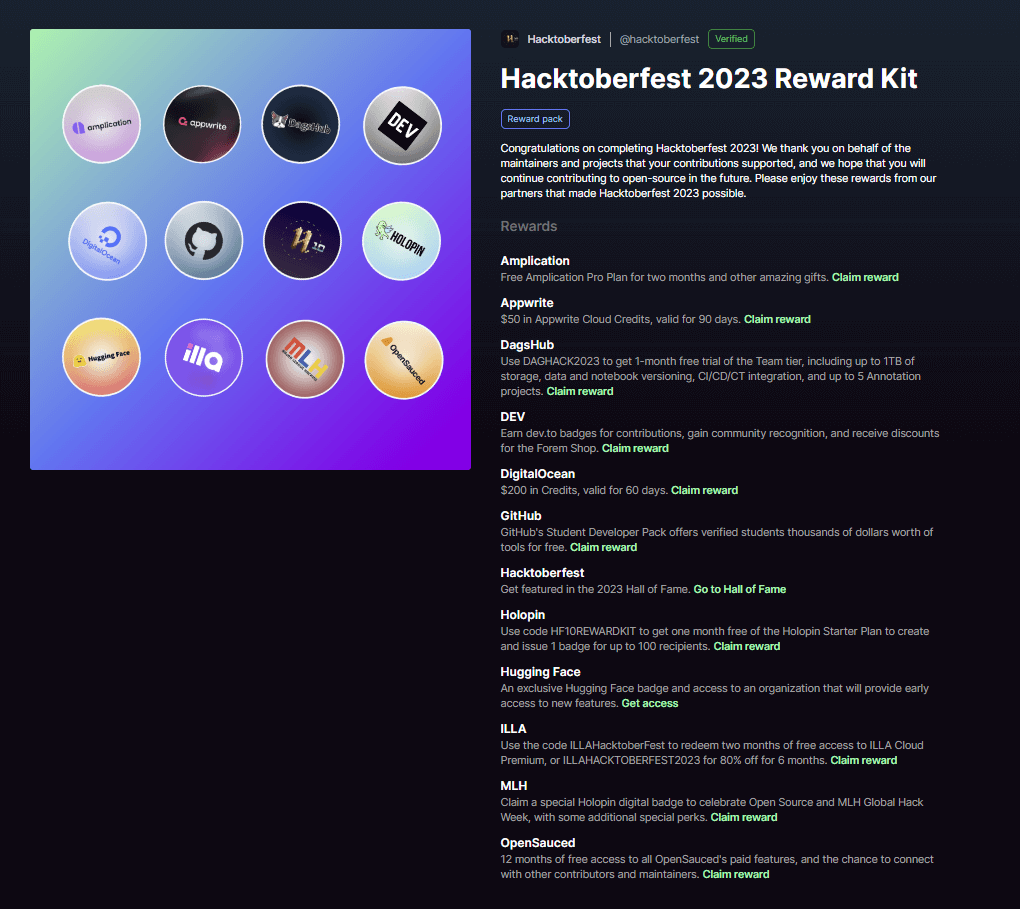 amplication
appwrite
DagsHub
DEV
DigitalOcean
HOLOPIN
Hugging Face
illa
MLH
MAJOR LEAGUE HACKING
OpenSauced
Hacktoberfest | @hacktoberfest Verified
Hacktoberfest 2023 Reward Kit
Reward pack
Congratulations on completing Hacktoberfest 2023! We thank you on behalf of the
maintainers and projects that your contributions supported, and we hope that you will
continue contributing to open-source in the future. Please enjoy these rewards from our
partners that made Hacktoberfest 2023 possible.
Rewards
Amplication
Free Amplication Pro Plan for two months and other amazing gifts. Claim reward
Appwrite
$50 in Appwrite Cloud Credits, valid for 90 days. Claim reward
DagsHub
Use DAGHACK2023 to get 1-month free trial of the Team tier, including up to 1TB of
storage, data and notebook versioning, CI/CD/CT integration, and up to 5 Annotation
projects. Claim reward
DEV
Earn dev.to badges for contributions, gain community recognition, and receive discounts
for the Forem Shop. Claim reward
DigitalOcean
$200 in Credits, valid for 60 days. Claim reward
GitHub
GitHub's Student Developer Pack offers verified students thousands of dollars worth of
tools for free. Claim reward
Hacktoberfest
Get featured in the 2023 Hall of Fame. Go to Hall of Fame
Holopin
Use code HF10REWARDKIT to get one month free of the Holopin Starter Plan to create
and issue 1 badge for up to 100 recipients. Claim reward
Hugging Face
An exclusive Hugging Face badge and access to an organization that will provide early
access to new features. Get access
ILLA
Use the code ILLAHacktoberFest to redeem two months of free access to ILLA Cloud
Premium, or ILLAHACKTOBERFEST2023 for 80% off for 6 months. Claim reward
MLH
Claim a special Holopin digital badge to celebrate Open Source and MLH Global Hack
Week, with some additional special perks. Claim reward
OpenSauced
12 months of free access to all OpenSauced's paid features, and the chance to connect
with other contributors and maintainers. Claim reward